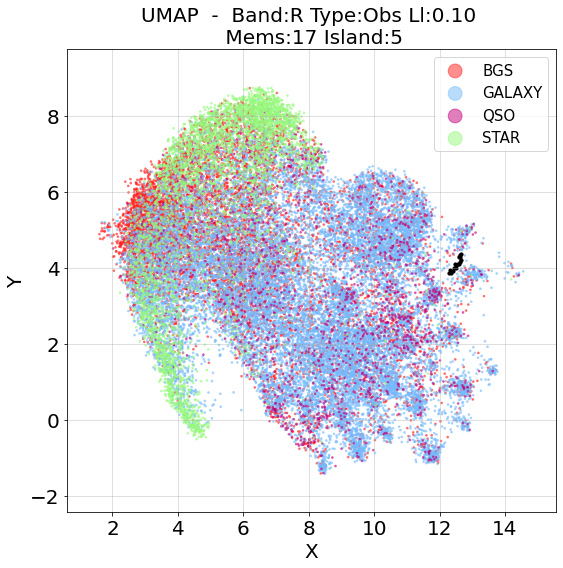 UMAP - Band:R Type:Obs Ll:0.10
Mems:17 Island:5
BGS
GALAXY
QSO
STAR
8
6
4
2
0
−2
Y
2 4 6 8 10 12 14
X